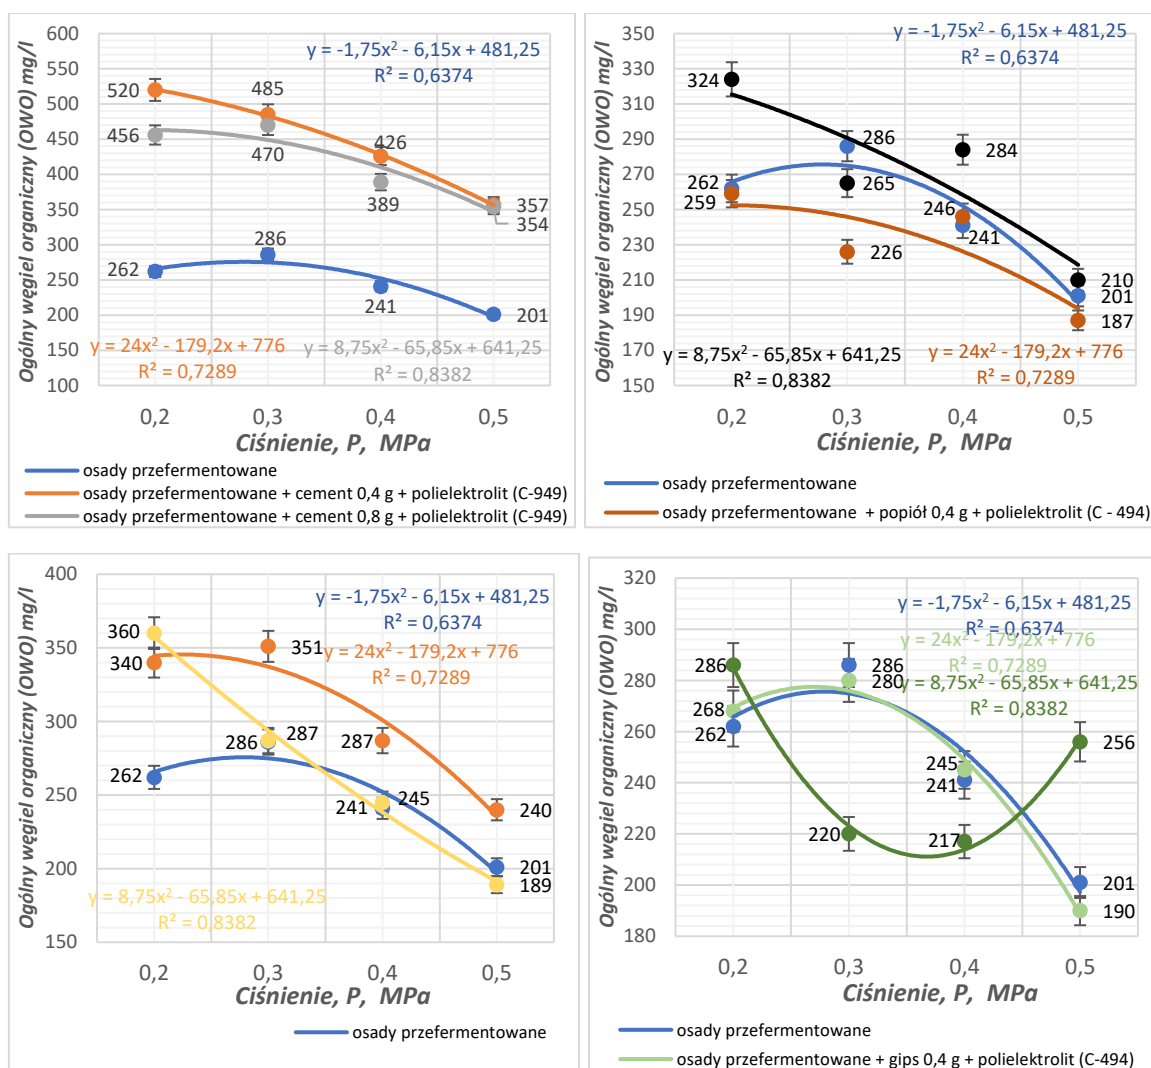 Ogólny węgiel organiczny (OWO) mg/l
600
550
500
450
400
350
300
250
200
150
100
y = -1,75x² - 6,15x + 481,25
R² = 0,6374
520
485
456
470
426
389
357
354
286
262
241
201
y = 24x² - 179,2x + 776
R² = 0,7289
y = 8,75x² - 65,85x + 641,25
R² = 0,8382
0,2 0,3 0,4 0,5
Ciśnienie, P, MPa
osady przefermentowane
osady przefermentowane + cement 0,4 g + polielektrolit (C-949)
osady przefermentowane + cement 0,8 g + polielektrolit (C-949)
Ogólny węgiel organiczny (OWO) mg/l
350
330
310
290
270
250
230
210
190
170
150
y = -1,75x² - 6,15x + 481,25
R² = 0,6374
324
286
284
262
265
259
246
241
226
210
201
187
y = 8,75x² - 65,85x + 641,25
R² = 0,8382
y = 24x² - 179,2x + 776
R² = 0,7289
0,2 0,3 0,4 0,5
Ciśnienie, P, MPa
osady przefermentowane
osady przefermentowane + popiół 0,4 g + polielektrolit (C - 494)
Ogólny węgiel organiczny (OWO) mg/l
400
350
300
250
200
150
y = -1,75x² - 6,15x + 481,25
R² = 0,6374
y = 24x² - 179,2x + 776
R² = 0,7289
360
340
351
286
287
287
262
241
245
240
201
189
y = 8,75x² - 65,85x + 641,25
R² = 0,8382
0,2 0,3 0,4 0,5
Ciśnienie, P, MPa
osady przefermentowane
Ogólny węgiel organiczny (OWO) mg/l
320
300
280
260
240
220
200
180
y = -1,75x² - 6,15x + 481,25
R² = 0,6374
y = 24x² - 179,2x + 776
R² = 0,7289
y = 8,75x² - 65,85x + 641,25
R² = 0,8382
286
286
280
268
262
256
245
241
220
217
201
190
0,2 0,3 0,4 0,5
Ciśnienie, P, MPa
osady przefermentowane
osady przefermentowane + gips 0,4 g + polielektrolit (C-494)